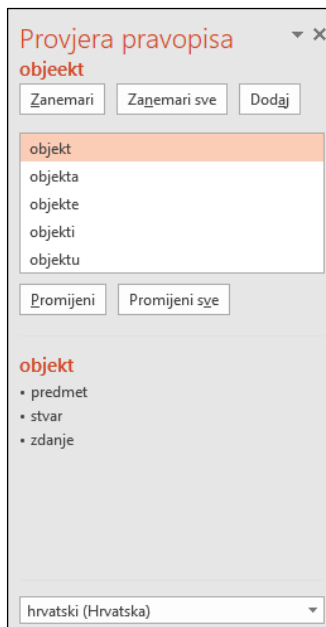 Provjera pravopisa
objeekt
Zanemari Zanemari sve Dodaj
objekt
objekta
objekte
objekti
objektu
Promijeni Promijeni sve
objekt
▪ predmet
▪ stvar
▪ zdanje
hrvatski (Hrvatska)